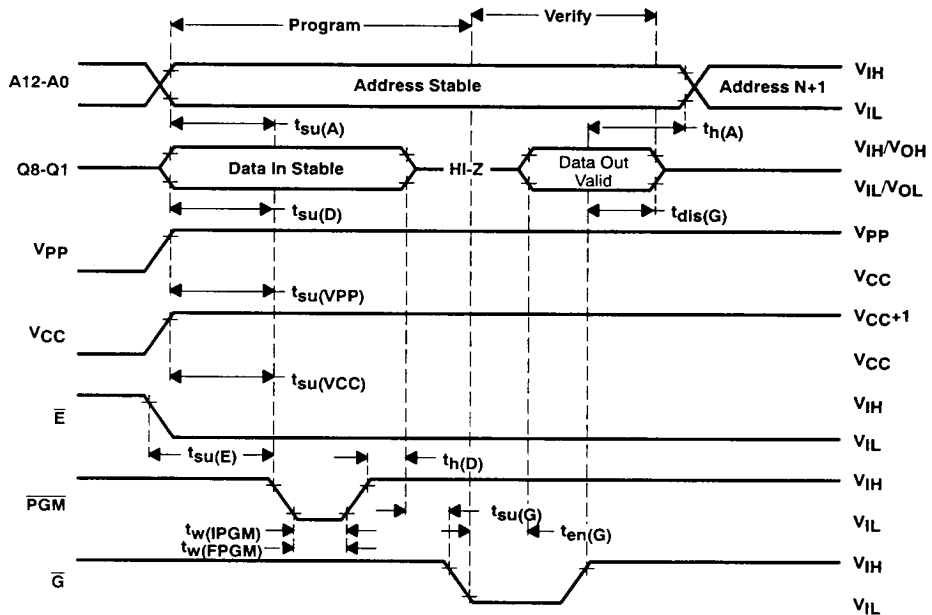 Program
Verify
A12-A0
Address Stable
Address N+1
VIH
VIL
tsu(A)
th(A)
Q8-Q1
Data In Stable
HI-Z
Data Out
Valid
VIH/VOH
VIL/VOL
tsu(D)
tdis(G)
VPP
VPP
VCC
tsu(VPP)
VCC
VCC+1
VCC
tsu(VCC)
E
VIH
VIL
tsu(E)
th(D)
PGM
VIH
VIL
tsu(G)
ten(G)
tw(IPGM)
tw(FPGM)
G
VIH
VIL